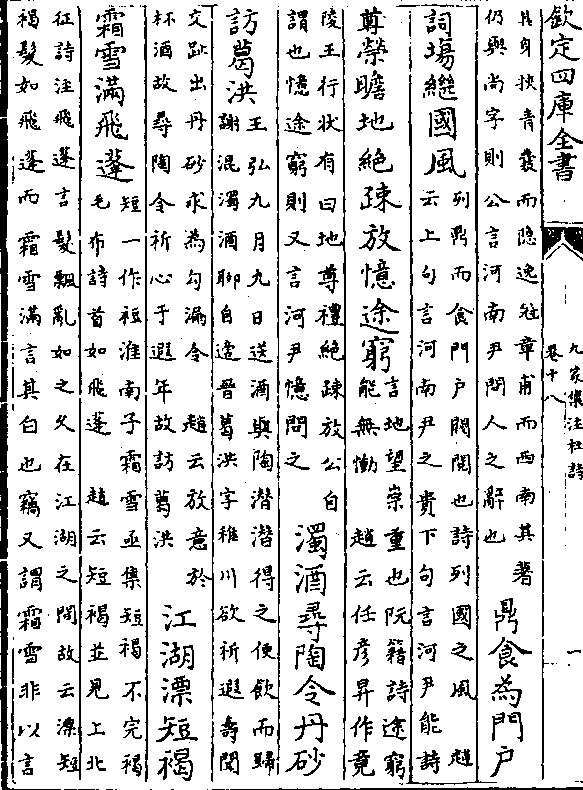 欽定四庫全書
九家集注杜詩
卷十八
一
其身挾青囊而隱逸雖章甫而西南其著
仍興尚字則公言河南尹問人之辭也
鼎食為門户
詞場繼國風
列鼎而食門户閥閱也詩列國之風　趙
云上句言河南尹之貴下句言河尹能詩
尊榮瞻地絕踈放憶途窮
言地望崇重也阮籍詩途窮
能無慟　趙云任彦昇作竟
陵王行狀有曰地尊禮絕踈放公自
謂也憶途窮則又言河尹憶問之
濁酒尋陶令丹砂
訪葛洪
王弘九月九日送酒與陶潛潛得之便飲而歸
謝混濁酒聊自適晉葛洪字稚川欲祈遐壽聞
交趾出丹砂求為勾漏令　趙云放意於
杯酒故尋陶令祈心于遐年故訪葛洪
江湖漂短褐
霜雪滿飛蓬
短一作裋淮南子霜雪亟集短褐不完褐
毛布詩首如飛蓬　趙云短褐並見上北
征詩注飛蓬言髮飄亂如之久在江湖之間故云漂短
褐髮如飛蓬而霜雪滿言其白也竊又謂霜雪非以言